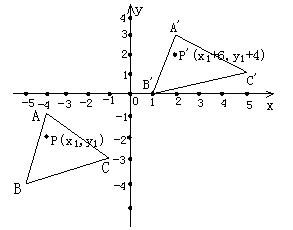 y
4
A′
3
2
P′(x₁+6, y₁+4)
1
B′
C′
-5 -4 -3 -2 -1 0 1 2 3 4 5 x
A
-1
P(x₁, y₁)
-2
C
-3
B
-4